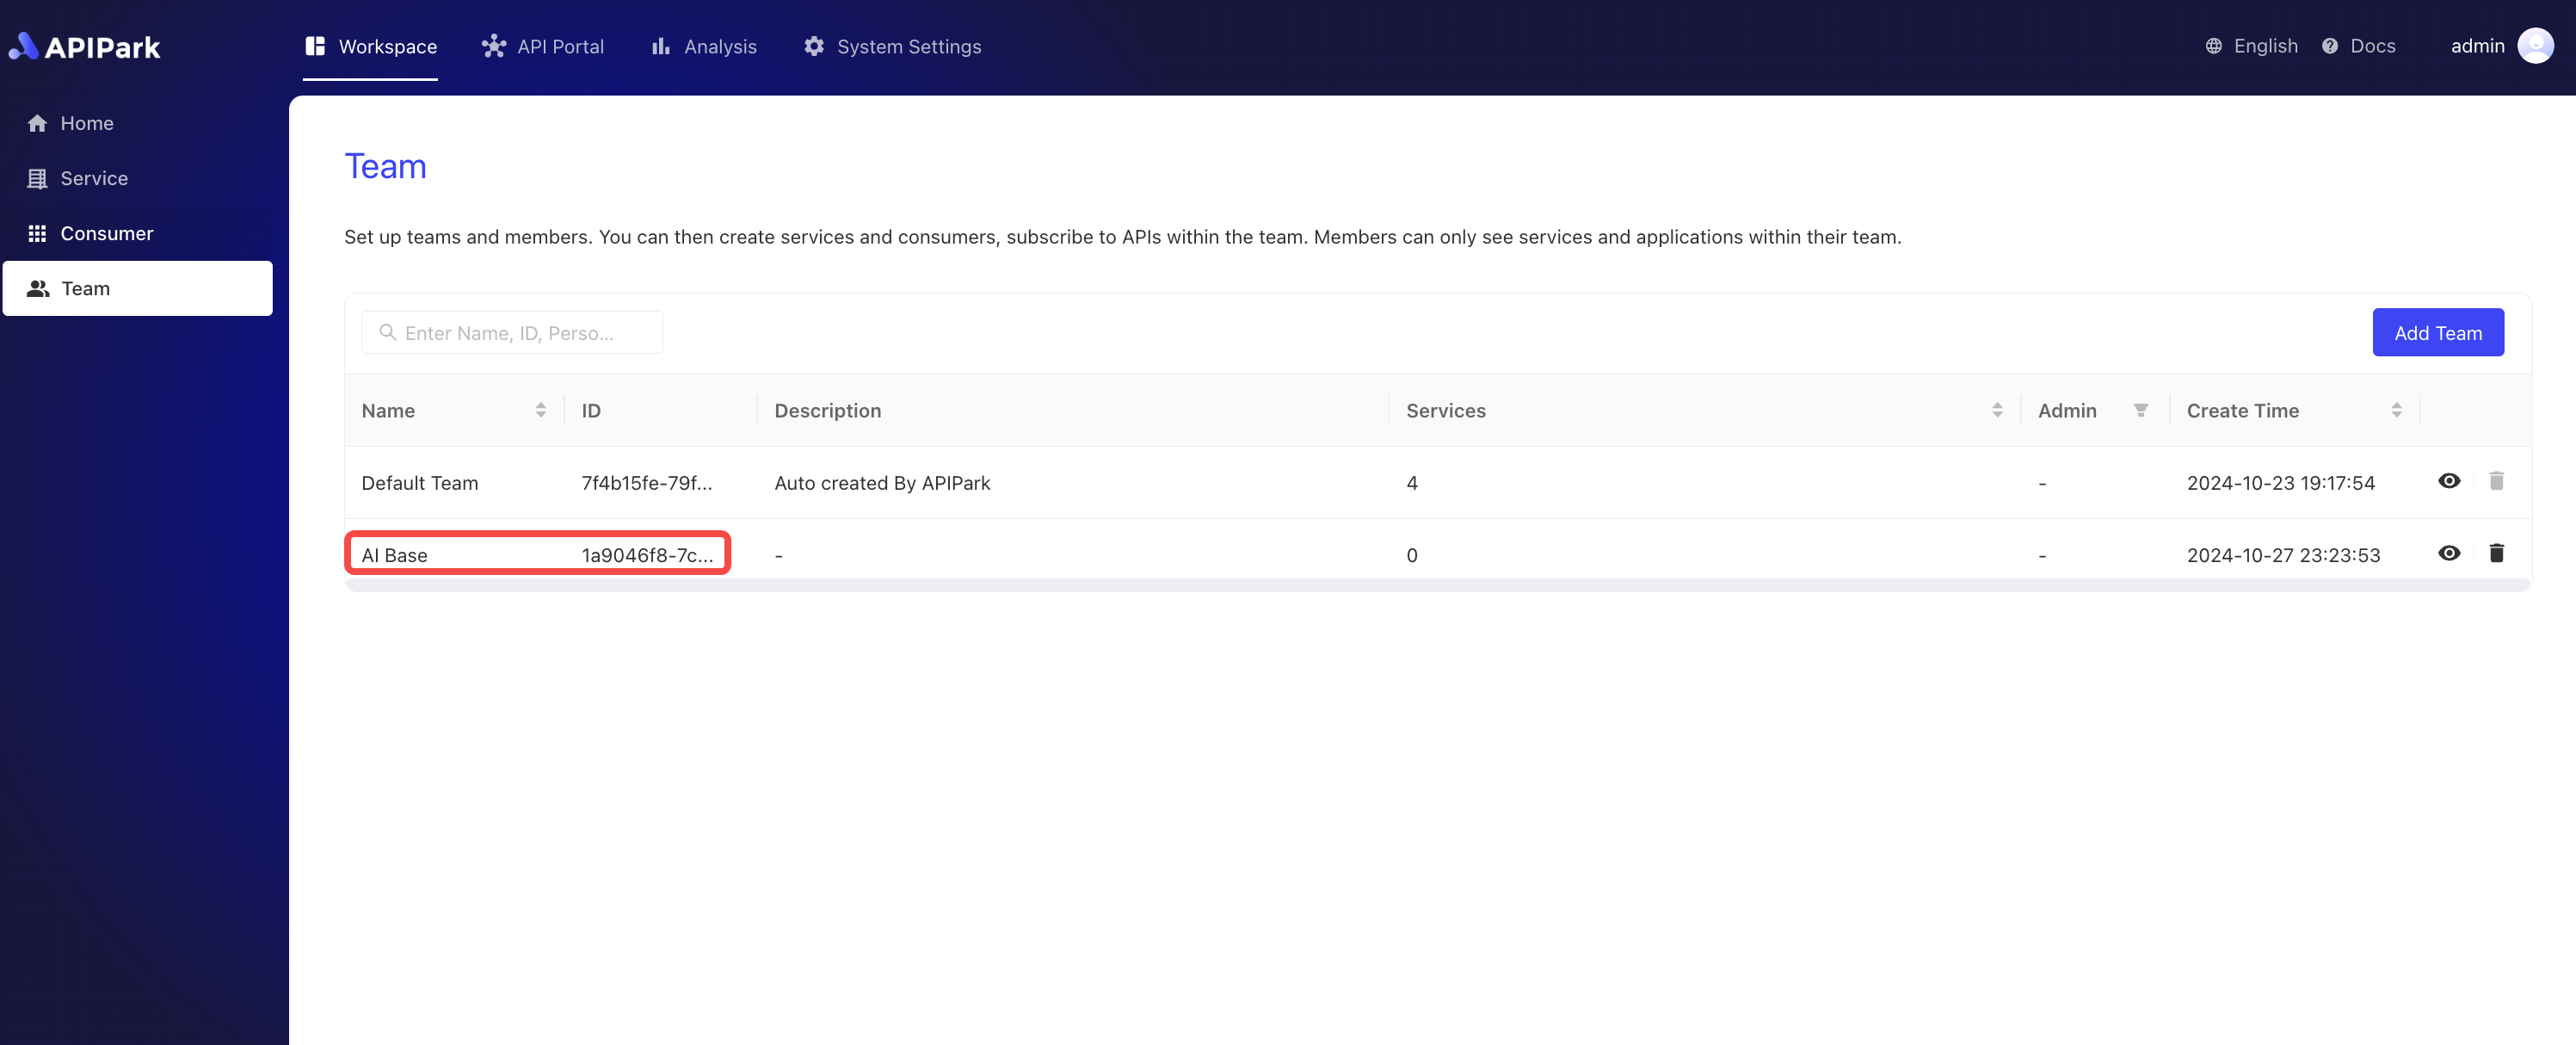 APIPark
Workspace API Portal Analysis System Settings English Docs admin
Home
Service
Consumer
Team
Team
Set up teams and members. You can then create services and consumers, subscribe to APIs within the team. Members can only see services and applications within their team.
Enter Name, ID, Perso... Add Team
Name ID Description Services Admin Create Time
Default Team 7f4b15fe-79f... Auto created By APIPark 4 - 2024-10-23 19:17:54
AI Base 1a9046f8-7c... - 0 - 2024-10-27 23:23:53